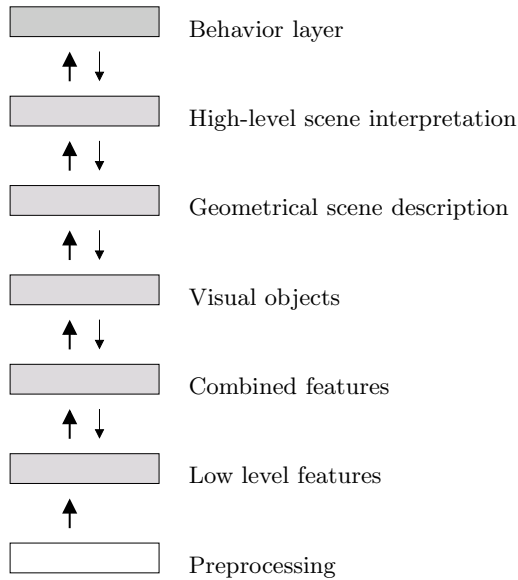 Behavior layer
High-level scene interpretation
Geometrical scene description
Visual objects
Combined features
Low level features
Preprocessing